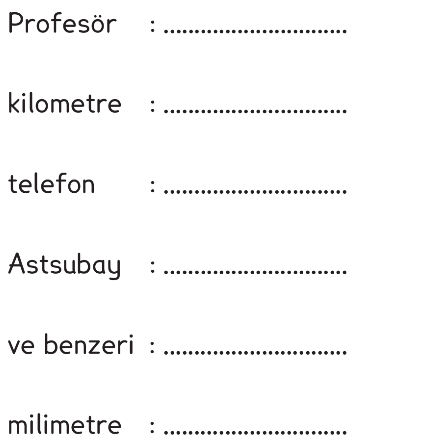 Profesör : ..............................
kilometre : ..............................
telefon : ..............................
Astsubay : ..............................
ve benzeri : ..............................
milimetre : ..............................